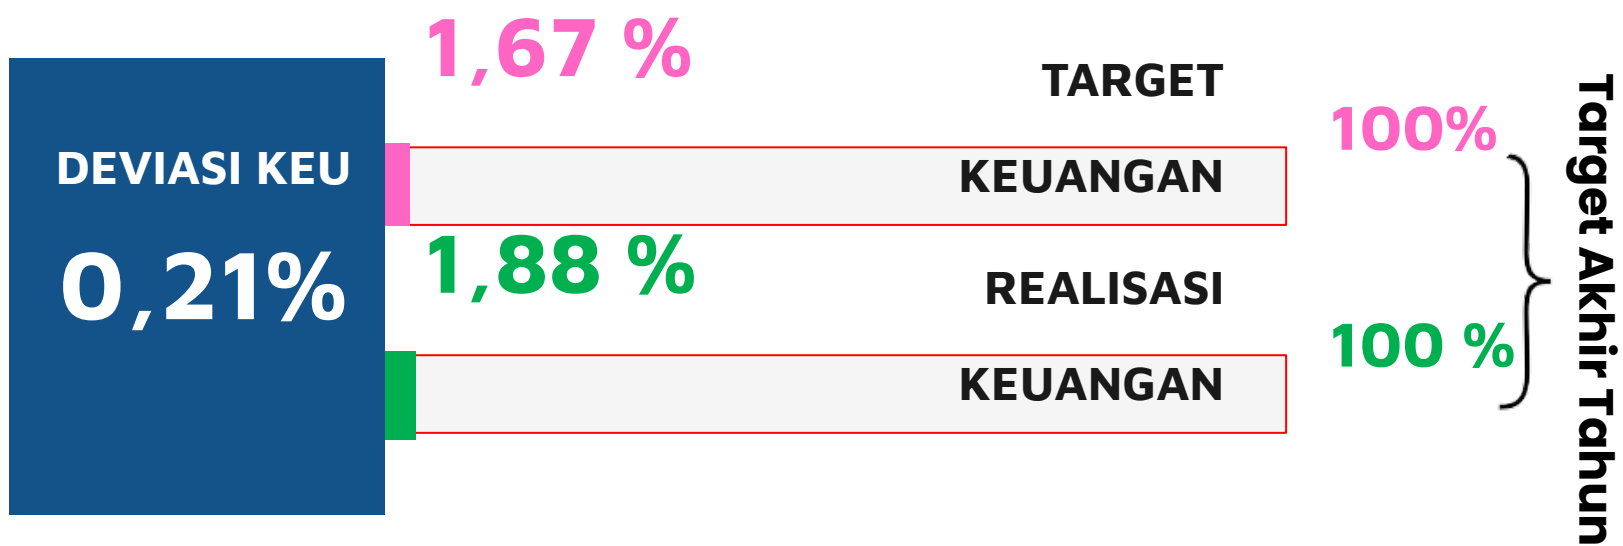 DEVIASI KEU
0,21%
1,67 %
TARGET
KEUANGAN
100%
1,88 %
REALISASI
KEUANGAN
100 %
Target Akhir Tahun